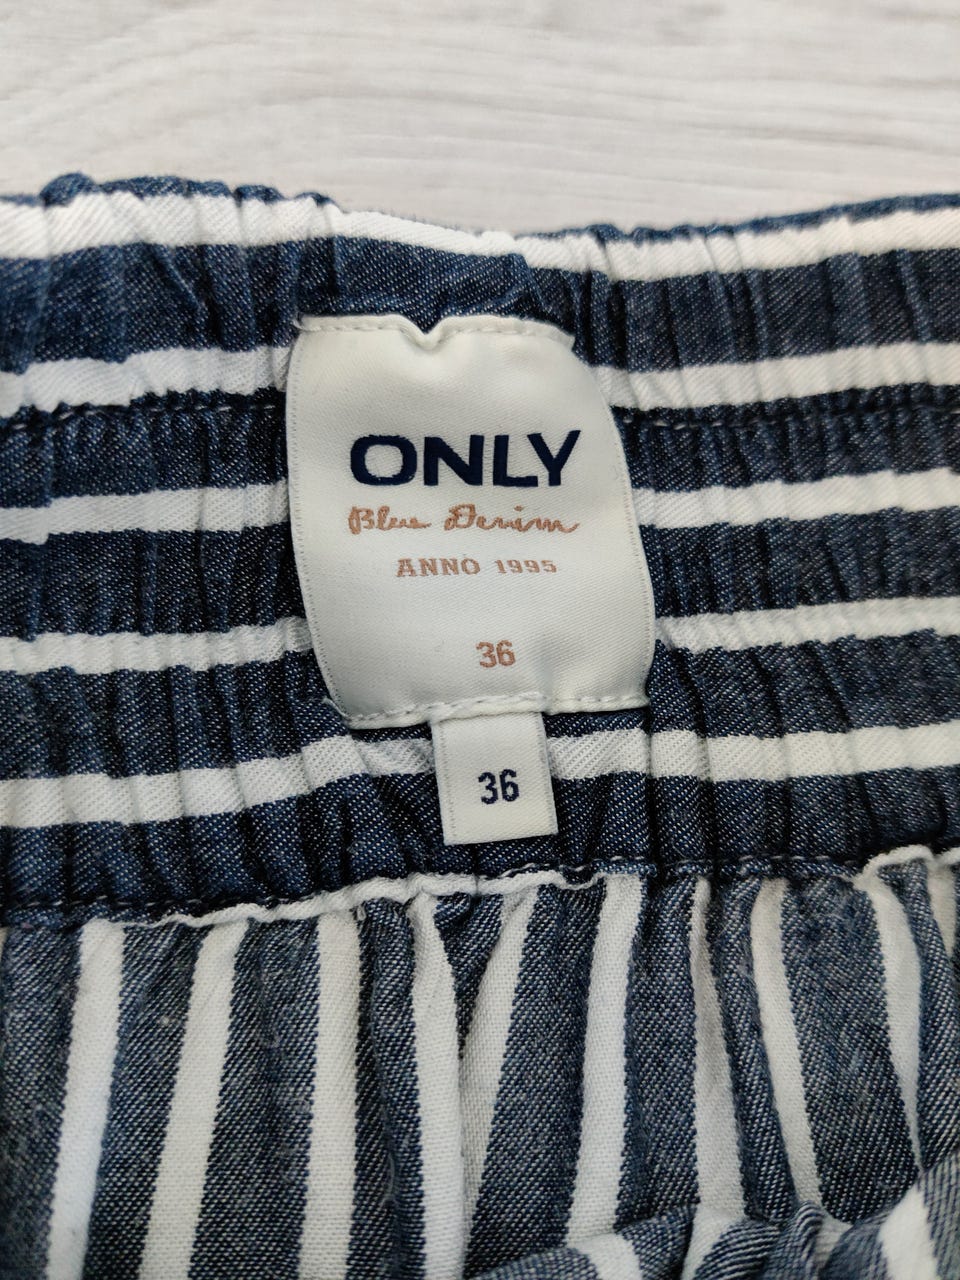 ONLY
Blue Denim
ANNO 1995
36
36